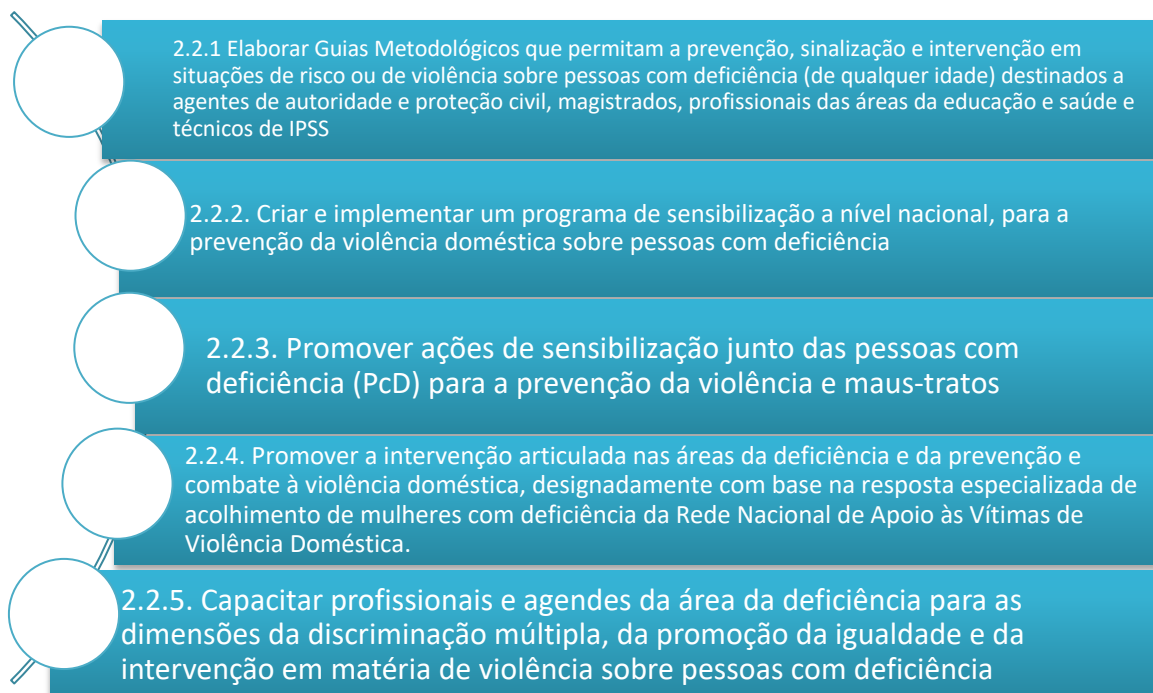 2.2.1 Elaborar Guias Metodológicos que permitam a prevenção, sinalização e intervenção em
situações de risco ou de violência sobre pessoas com deficiência (de qualquer idade) destinados a
agentes de autoridade e proteção civil, magistrados, profissionais das áreas da educação e saúde e
técnicos de IPSS
2.2.2. Criar e implementar um programa de sensibilização a nível nacional, para a
prevenção da violência doméstica sobre pessoas com deficiência
2.2.3. Promover ações de sensibilização junto das pessoas com
deficiência (PcD) para a prevenção da violência e maus-tratos
2.2.4. Promover a intervenção articulada nas áreas da deficiência e da prevenção e
combate à violência doméstica, designadamente com base na resposta especializada de
acolhimento de mulheres com deficiência da Rede Nacional de Apoio às Vítimas de
Violência Doméstica.
2.2.5. Capacitar profissionais e agendes da área da deficiência para as
dimensões da discriminação múltipla, da promoção da igualdade e da
intervenção em matéria de violência sobre pessoas com deficiência